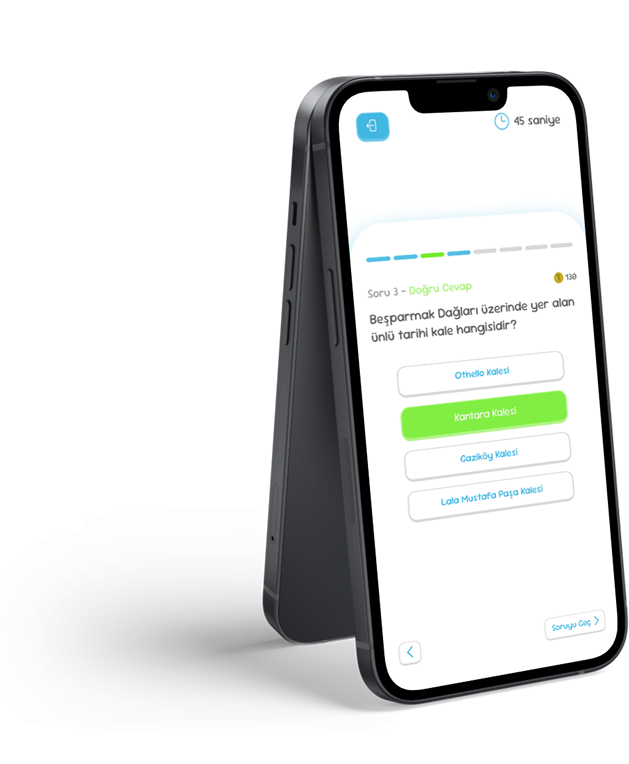 45 saniye
130
Soru 3 - Doğru Cevap
Beşparmak Dağları üzerinde yer alan
ünlü tarihi kale hangisidir?
Othello Kalesi
Kantara Kalesi
Gaziköy Kalesi
Lala Mustafa Paşa Kalesi
Soruyu Geç